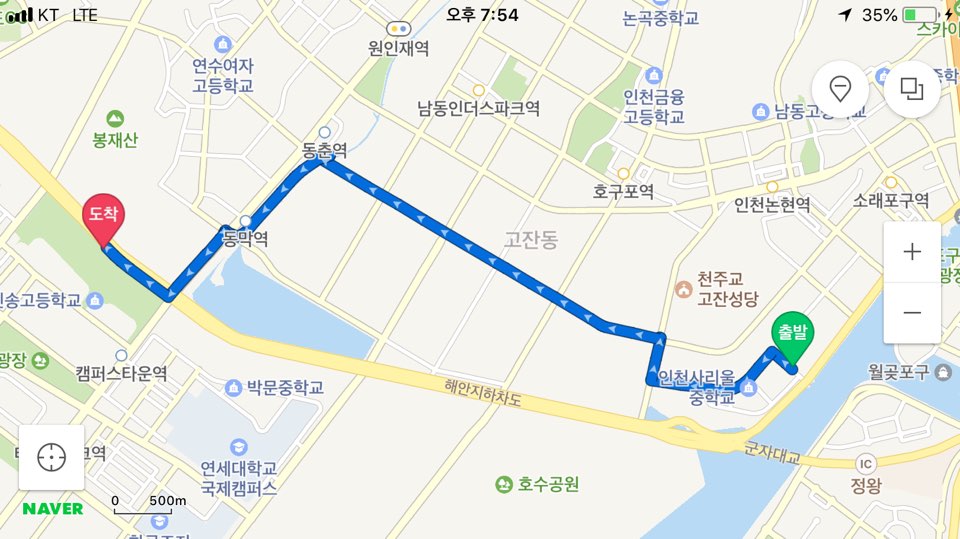 KT LTE
오후 7:54
35%
논곡중학교
원인재역
연수여자
고등학교
인천금융
고등학교
남동인더스파크역
남동고등학교
봉재산
동춘역
호구포역
인천논현역
소래포구역
도착
동막역
고잔동
천주교
고잔성당
출발
광장
캠퍼스타운역
박문중학교
해안지하차도
인천사리울
중학교
월곶포구
군자대교
IC
정왕
연세대학교
국제캠퍼스
호수공원
0 500m
NAVER